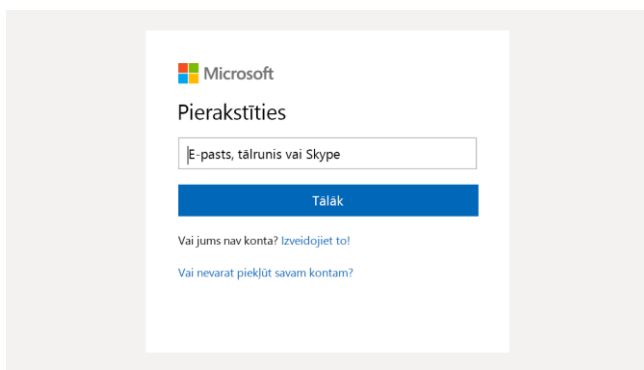 Microsoft
Pierakstīties
E-pasts, tālrunis vai Skype
Tālāk
Vai jums nav konta? Izveidojiet to!
Vai nevarat piekļūt savam kontam?